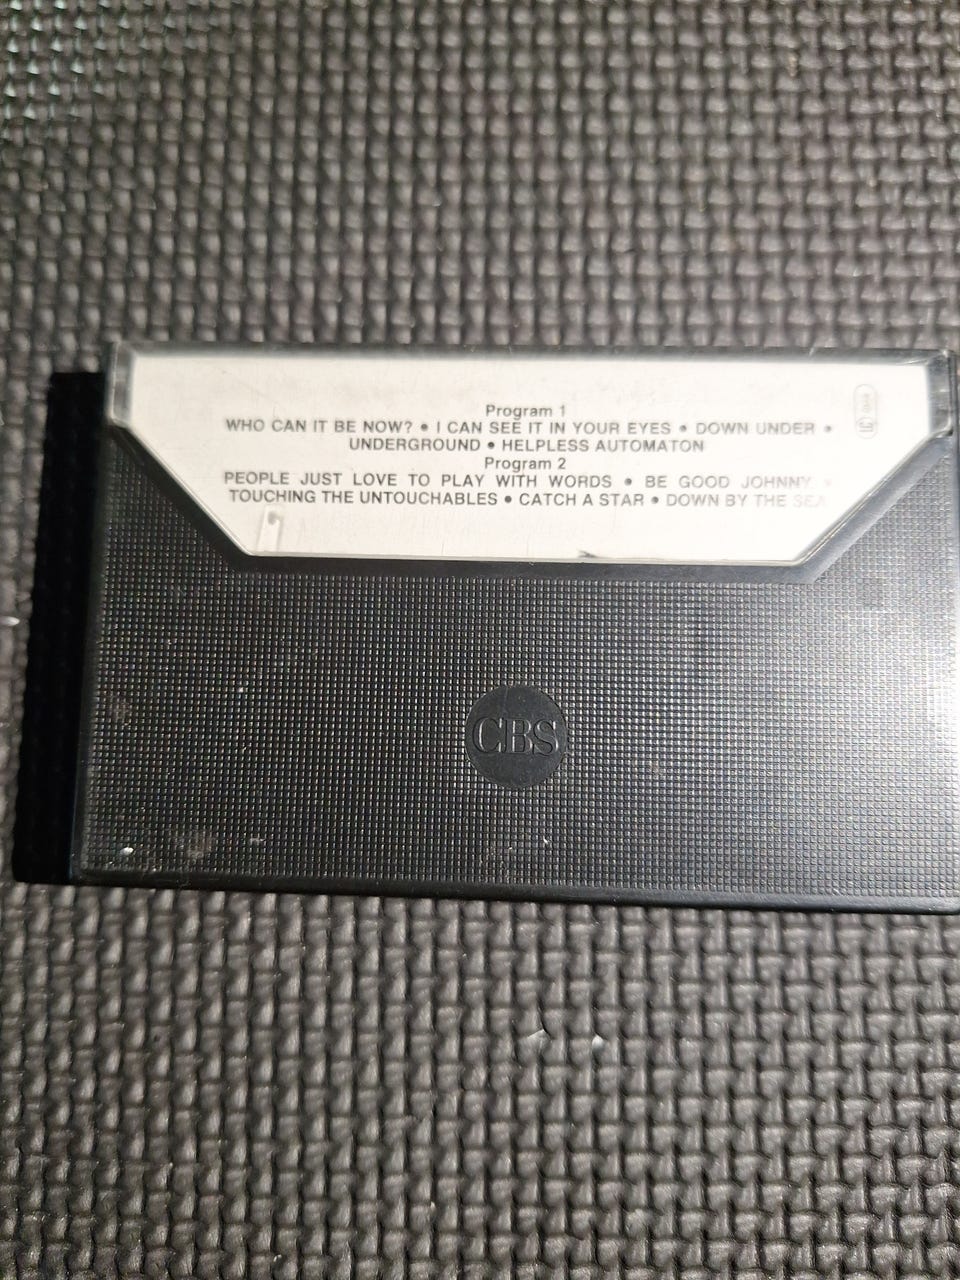 Program 1
WHO CAN IT BE NOW? • I CAN SEE IT IN YOUR EYES • DOWN UNDER •
UNDERGROUND • HELPLESS AUTOMATON
Program 2
PEOPLE JUST LOVE TO PLAY WITH WORDS • BE GOOD JOHNNY •
TOUCHING THE UNTOUCHABLES • CATCH A STAR • DOWN BY THE SEA
CBS